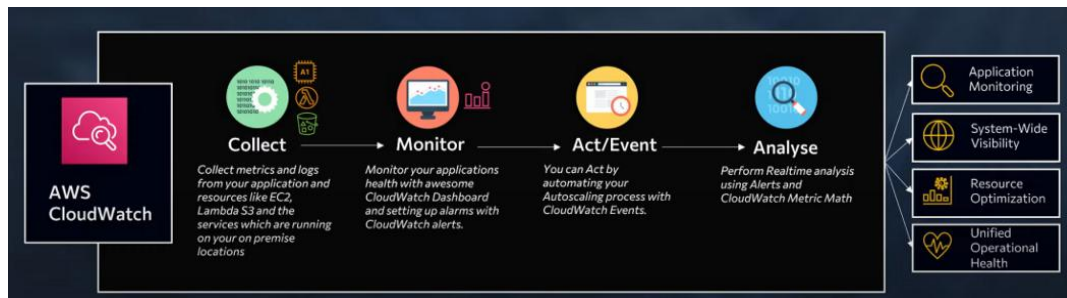 AWS
CloudWatch
A1
Collect
Collect metrics and logs
from your application and
resources like EC2,
Lambda S3 and the
services which are running
on your on premise
locations
Monitor
Monitor your applications
health with awesome
CloudWatch Dashboard
and setting up alarms with
CloudWatch alerts.
Act/Event
You can Act by
automating your
Autoscaling process with
CloudWatch Events.
Analyse
Perform Realtime analysis
using Alerts and
CloudWatch Metric Math
Application
Monitoring
System-Wide
Visibility
Resource
Optimization
Unified
Operational
Health